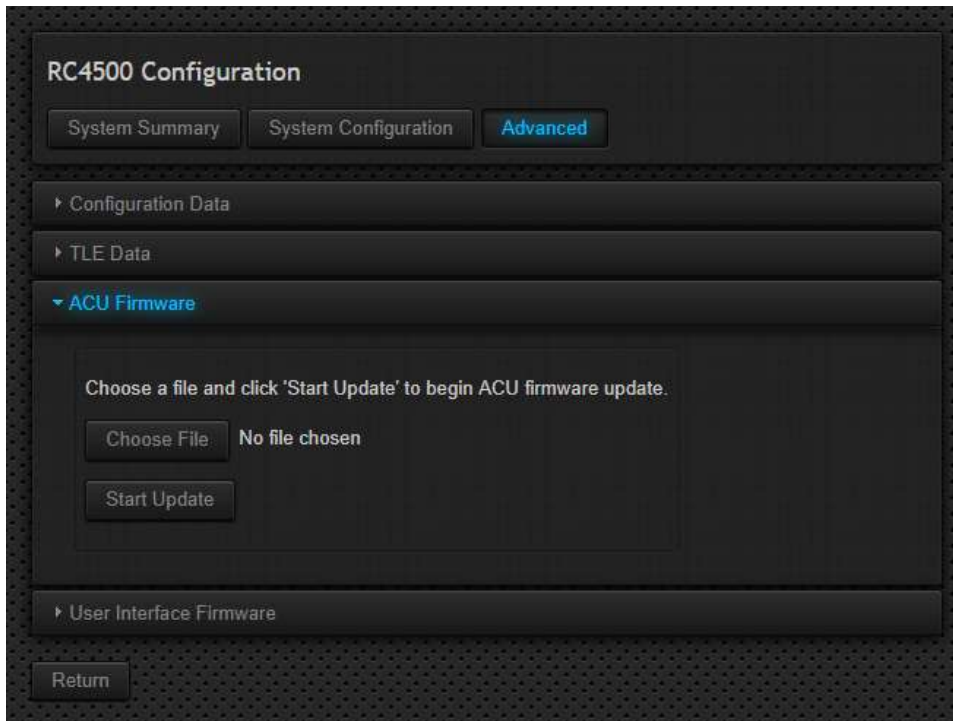 RC4500 Configuration
System Summary System Configuration Advanced
Configuration Data
TLE Data
ACU Firmware
Choose a file and click 'Start Update' to begin ACU firmware update.
Choose File No file chosen
Start Update
User Interface Firmware
Return